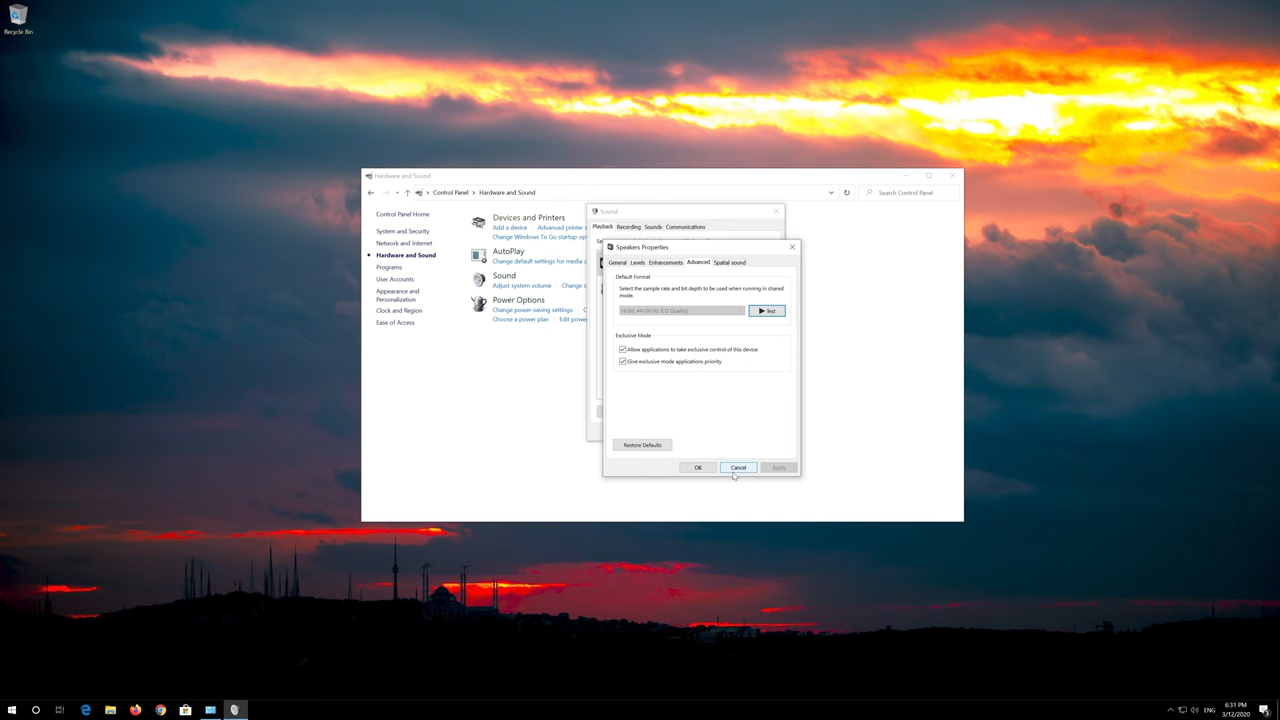 Recycle Bin
Hardware and Sound
Control Panel
Hardware and Sound
Search Control Panel
Control Panel Home
System and Security
Network and Internet
Hardware and Sound
Programs
User Accounts
Appearance and
Personalization
Clock and Region
Ease of Access
Devices and Printers
Add a device
Advanced printer
Change Windows To Go startup
AutoPlay
Change default settings for media
Sound
Adjust system volume
Change
Power Options
Change power-saving settings
Choose a power plan
Edit
Sound
Playback
Recording
Sounds
Communications
Speakers Properties
General
Levels
Enhancements
Advanced
Spatial sound
Default Format
Select the sample rate and bit depth to be used when running in shared
mode.
16 bit, 44100 Hz (CD Quality)
Test
Exclusive Mode
Allow applications to take exclusive control of this device
Give exclusive mode applications priority
Restore Defaults
OK
Cancel
Apply
ENG
6:31 PM
3/12/2020